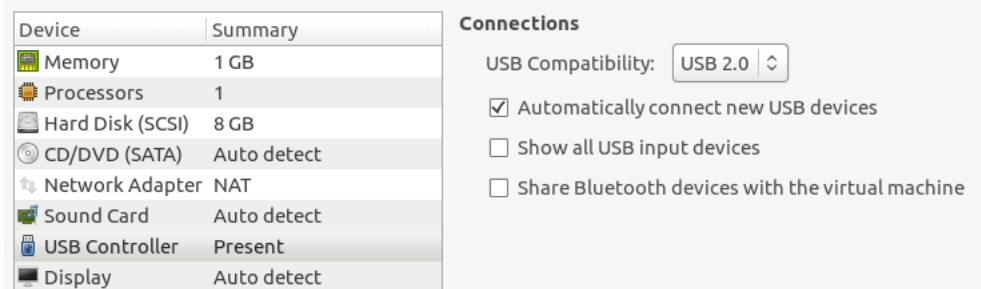 Device Summary
Memory 1 GB
Processors 1
Hard Disk (SCSI) 8 GB
CD/DVD (SATA) Auto detect
Network Adapter NAT
Sound Card Auto detect
USB Controller Present
Display Auto detect
Connections
USB Compatibility: USB 2.0
Automatically connect new USB devices
Show all USB input devices
Share Bluetooth devices with the virtual machine